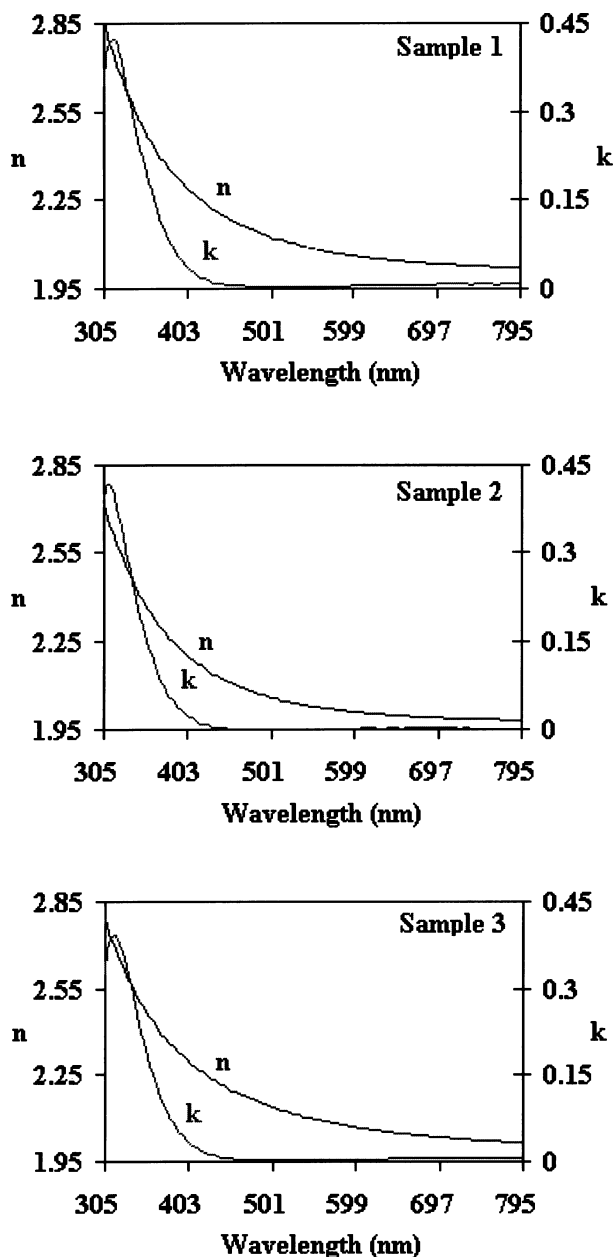 2.85 Sample 1 0.45
2.55 0.3
n n k
2.25 0.15
k
1.95 0
305 403 501 599 697 795
Wavelength (nm)
2.85 Sample 2 0.45
2.55 0.3
n k
n
2.25 0.15
k
1.95 0
305 403 501 599 697 795
Wavelength (nm)
2.85 Sample 3 0.45
2.55 0.3
n k
2.25 n 0.15
k
1.95 0
305 403 501 599 697 795
Wavelength (nm)